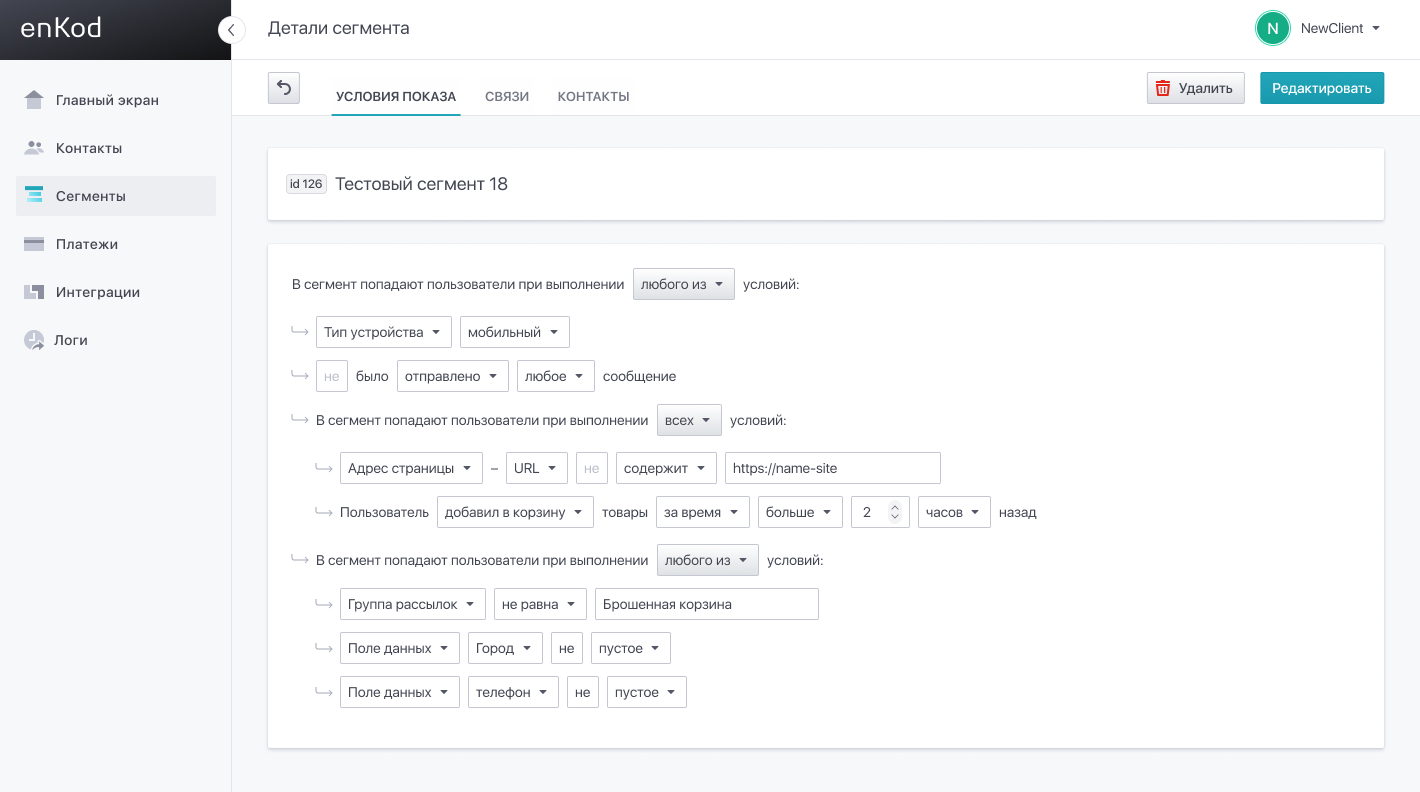 enKod
Детали сегмента
N NewClient
Главный экран
Контакты
Сегменты
Платежи
Интеграции
Логи
УСЛОВИЯ ПОКАЗА СВЯЗИ КОНТАКТЫ
Удалить Редактировать
id 126 Тестовый сегмент 18
В сегмент попадают пользователи при выполнении любого из условий:
Тип устройства мобильный
не было отправлено любое сообщение
В сегмент попадают пользователи при выполнении всех условий:
Адрес страницы – URL не содержит https://name-site
Пользователь добавил в корзину товары за время больше 2 часов назад
В сегмент попадают пользователи при выполнении любого из условий:
Группа рассылок не равна Брошенная корзина
Поле данных Город не пустое
Поле данных телефон не пустое